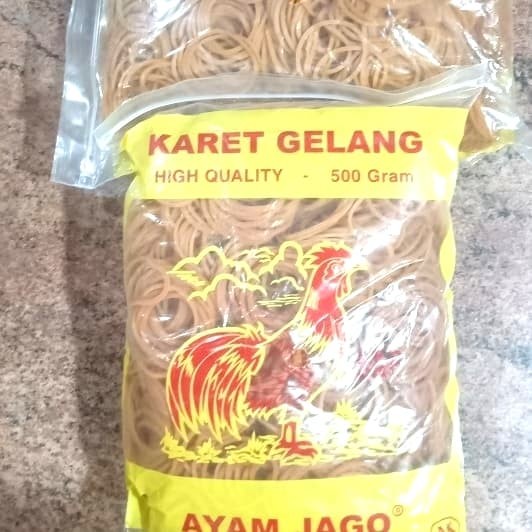 KARET GELANG
HIGH QUALITY - 500 Gram
AYAM JAGO®